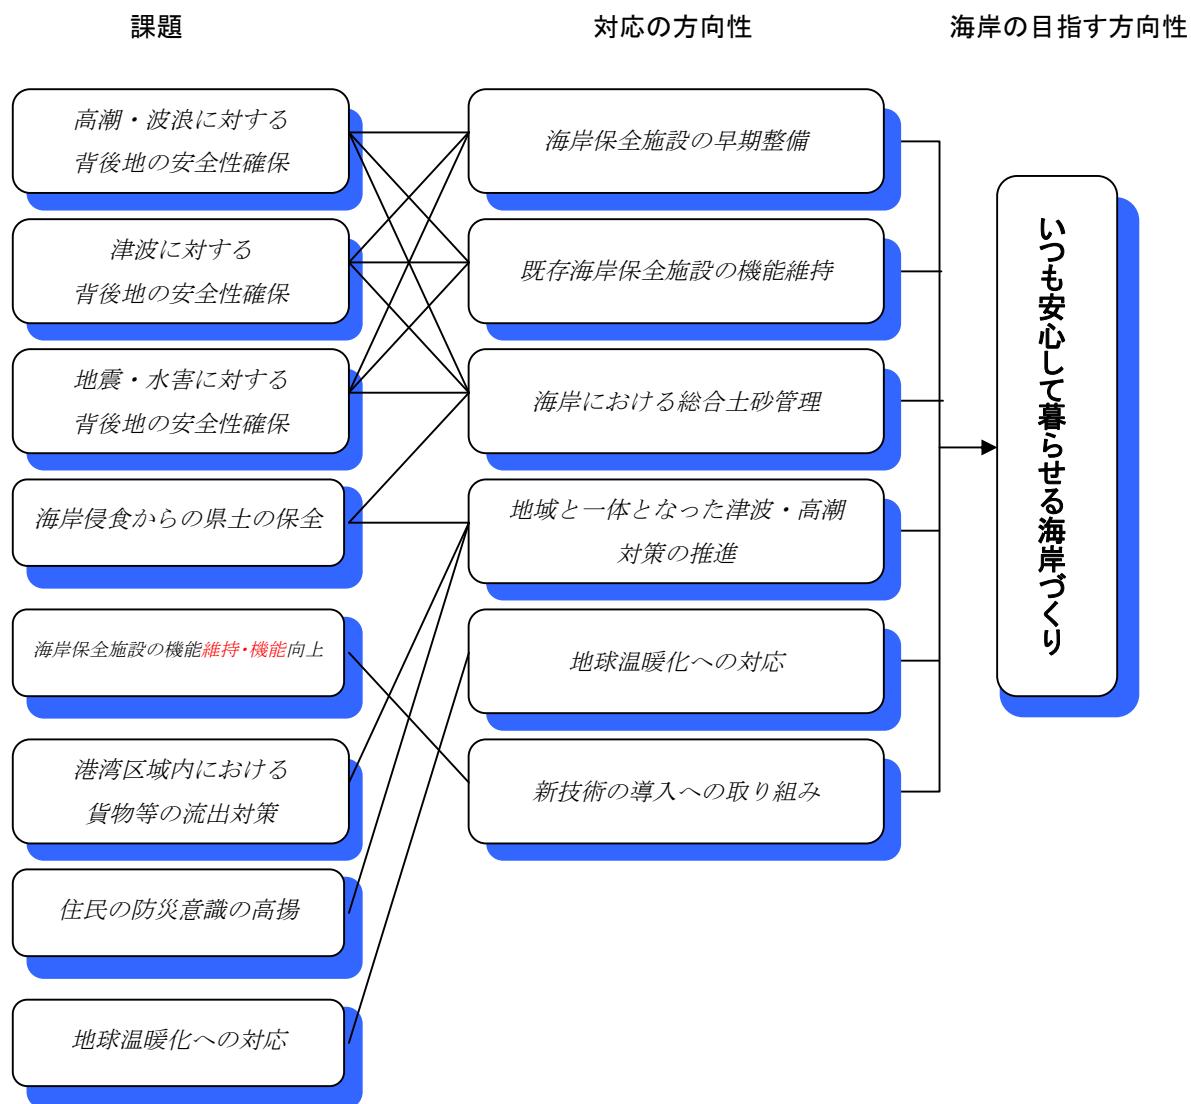 課題
対応の方向性
海岸の目指す方向性
高潮・波浪に対する
背後地の安全性確保
津波に対する
背後地の安全性確保
地震・水害に対する
背後地の安全性確保
海岸侵食からの県土の保全
海岸保全施設の機能維持・機能向上
港湾区域内における
貨物等の流出対策
住民の防災意識の高揚
地球温暖化への対応
海岸保全施設の早期整備
既存海岸保全施設の機能維持
海岸における総合土砂管理
地域と一体となった津波・高潮
対策の推進
地球温暖化への対応
新技術の導入への取り組み
いつも安心して暮らせる海岸づくり